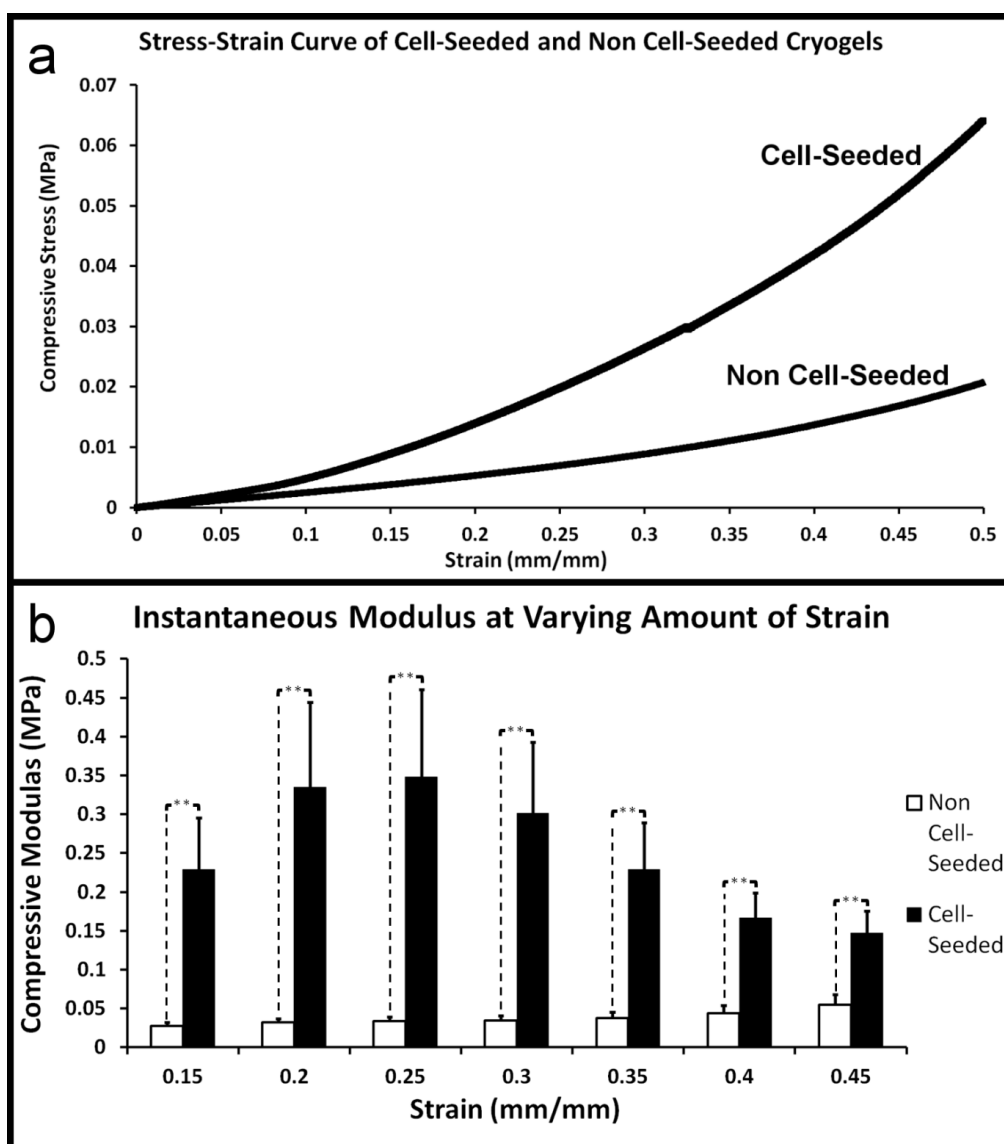 a
Stress-Strain Curve of Cell-Seeded and Non Cell-Seeded Cryogels
Compressive Stress (MPa)
0.07
0.06
0.05
0.04
0.03
0.02
0.01
0
Cell-Seeded
Non Cell-Seeded
0 0.05 0.1 0.15 0.2 0.25 0.3 0.35 0.4 0.45 0.5
Strain (mm/mm)
b
Instantaneous Modulus at Varying Amount of Strain
Compressive Modulas (MPa)
0.5
0.45
0.4
0.35
0.3
0.25
0.2
0.15
0.1
0.05
0
** ** ** ** ** ** **
Non
Cell-
Seeded
Cell-
Seeded
0.15 0.2 0.25 0.3 0.35 0.4 0.45
Strain (mm/mm)